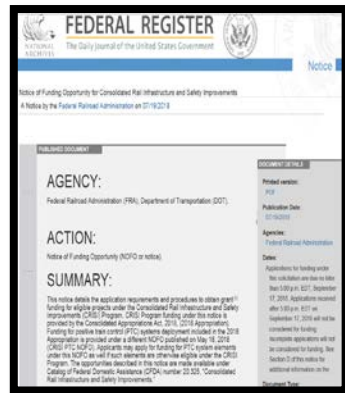 NATIONAL
ARCHIVES
FEDERAL REGISTER
The Daily Journal of the United States Government
Notice
Notice of Funding Opportunity for Consolidated Rail Infrastructure and Safety Improvements
A Notice by the Federal Railroad Administration on 07/19/2018
PUBLISHED DOCUMENT
AGENCY:
Federal Railroad Administration (FRA), Department of Transportation (DOT).
ACTION:
Notice of Funding Opportunity (NOFO or notice).
SUMMARY:
This notice details the application requirements and procedures to obtain grant
funding for eligible projects under the Consolidated Rail Infrastructure and Safety
Improvements (CRISI) Program. CRISI Program funding under this notice is
provided by the Consolidated Appropriations Act, 2018, (2018 Appropriation).
Funding for positive train control (PTC) systems deployment included in the 2018
Appropriation is provided under a different NOFO published on May 18, 2018
(CRISI PTC NOFO). Applicants may apply for funding for PTC system elements
under this NOFO as well if such elements are otherwise eligible under the CRISI
Program. The opportunities described in this notice are made available under
Catalog of Federal Domestic Assistance (CFDA) number 20.325, "Consolidated
Rail Infrastructure and Safety Improvements."
DOCUMENT DETAILS
Printed version:
PDF
Publication Date:
07/19/2018
Agencies:
Federal Railroad Administration
Dates:
Applications for funding under
this solicitation are due no later
than 5:00 p.m. EDT, September
17, 2018. Applications received
after 5:00 p.m. EDT on
September 17, 2018 will not be
considered for funding.
Incomplete applications will not
be considered for funding. See
Section D of this notice for
additional information on the
Document Type: